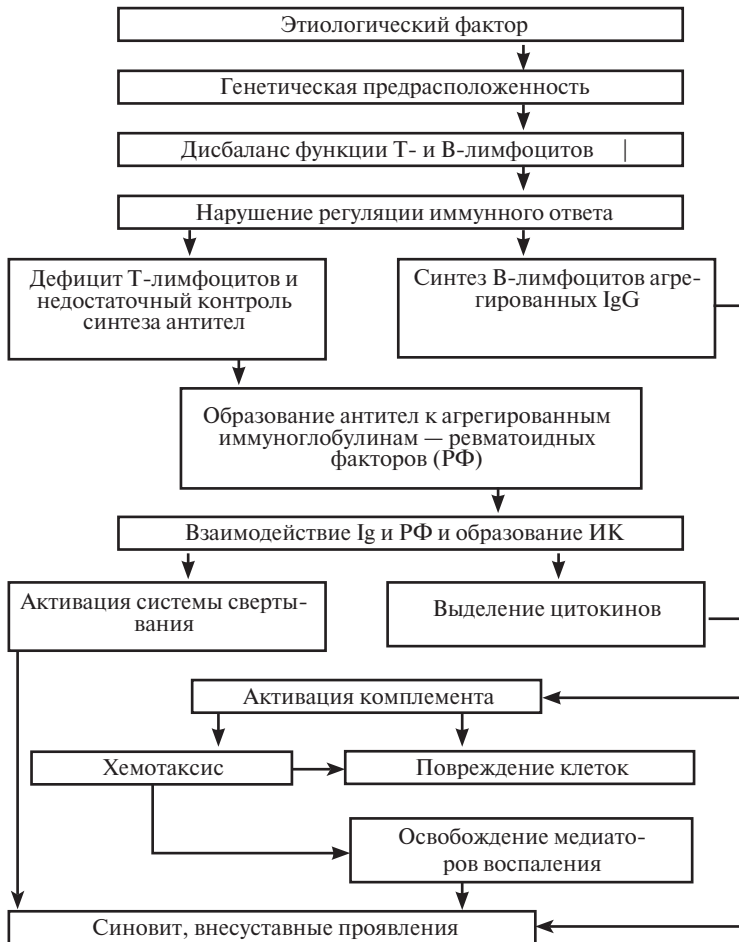 Этиологический фактор
Генетическая предрасположенность
Дисбаланс функции Т- и В-лимфоцитов |
Нарушение регуляции иммунного ответа
Дефицит Т-лимфоцитов и
недостаточный контроль
синтеза антител
Синтез В-лимфоцитов агре-
гированных IgG
Образование антител к агрегированным
иммуноглобулинам — ревматоидных
факторов (РФ)
Взаимодействие Ig и РФ и образование ИК
Активация системы сверты-
вания
Выделение цитокинов
Активация комплемента
Хемотаксис
Повреждение клеток
Освобождение медиато-
ров воспаления
Синовит, внесуставные проявления